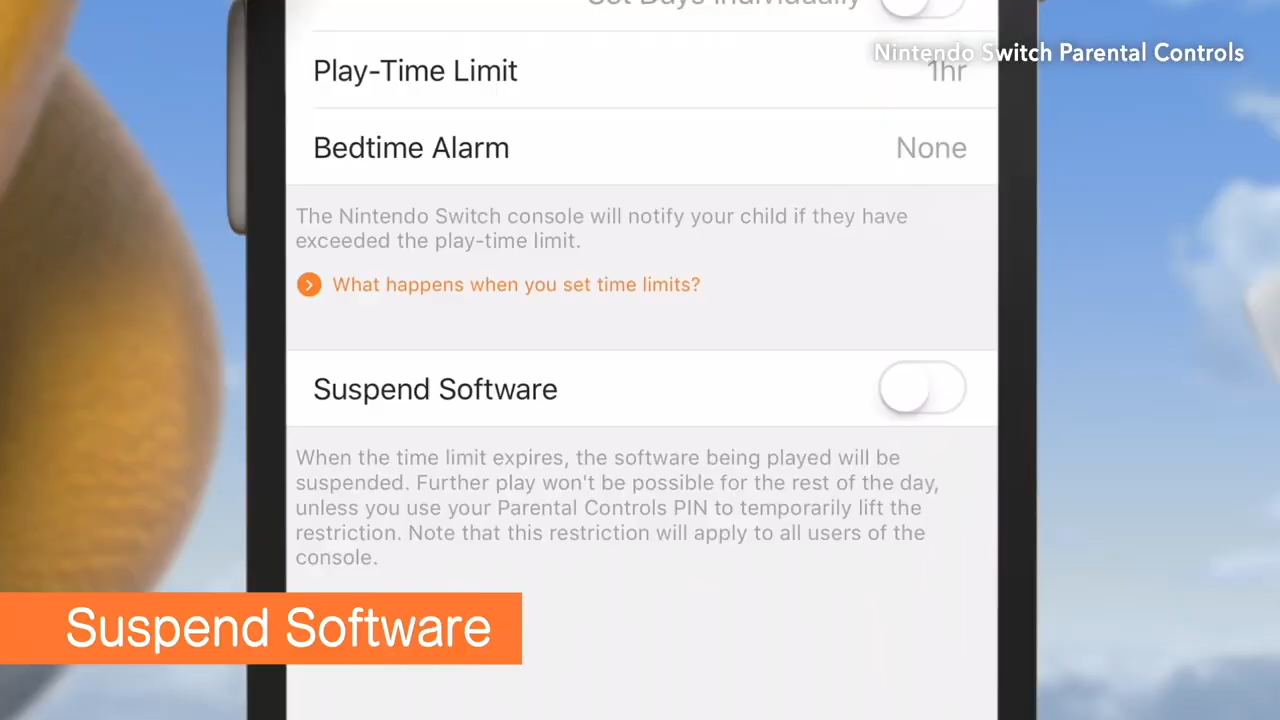 Set Days Individually
Nintendo Switch Parental Controls
Play-Time Limit 1hr
Bedtime Alarm None
The Nintendo Switch console will notify your child if they have
exceeded the play-time limit.
What happens when you set time limits?
Suspend Software
When the time limit expires, the software being played will be
suspended. Further play won't be possible for the rest of the day,
unless you use your Parental Controls PIN to temporarily lift the
restriction. Note that this restriction will apply to all users of the
console.
Suspend Software